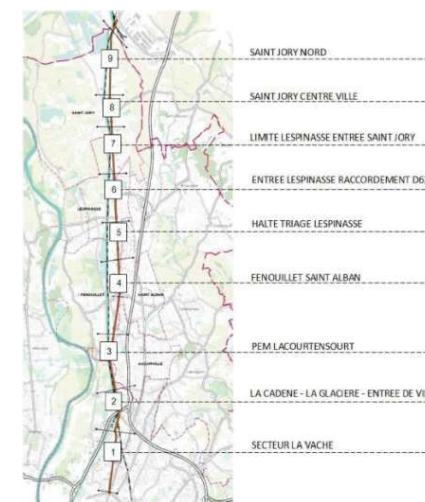 9
SAINT JORY NORD
8
SAINT JORY CENTRE VILLE
SAINT JORY
7
LIMITE LESPINASSE ENTREE SAINT JORY
6
ENTREE LESPINASSE RACCORDEMENT D6
LESPINASSE
5
HALTE TRIAGE LESPINASSE
4
FENOUILLET SAINT ALBAN
FENOUILLET
SAINT ALBAN
3
PEM LACOURTENSOURT
AUCAMVILLE
2
LA CADENE - LA GLACIERE - ENTREE DE VI
1
SECTEUR LA VACHE